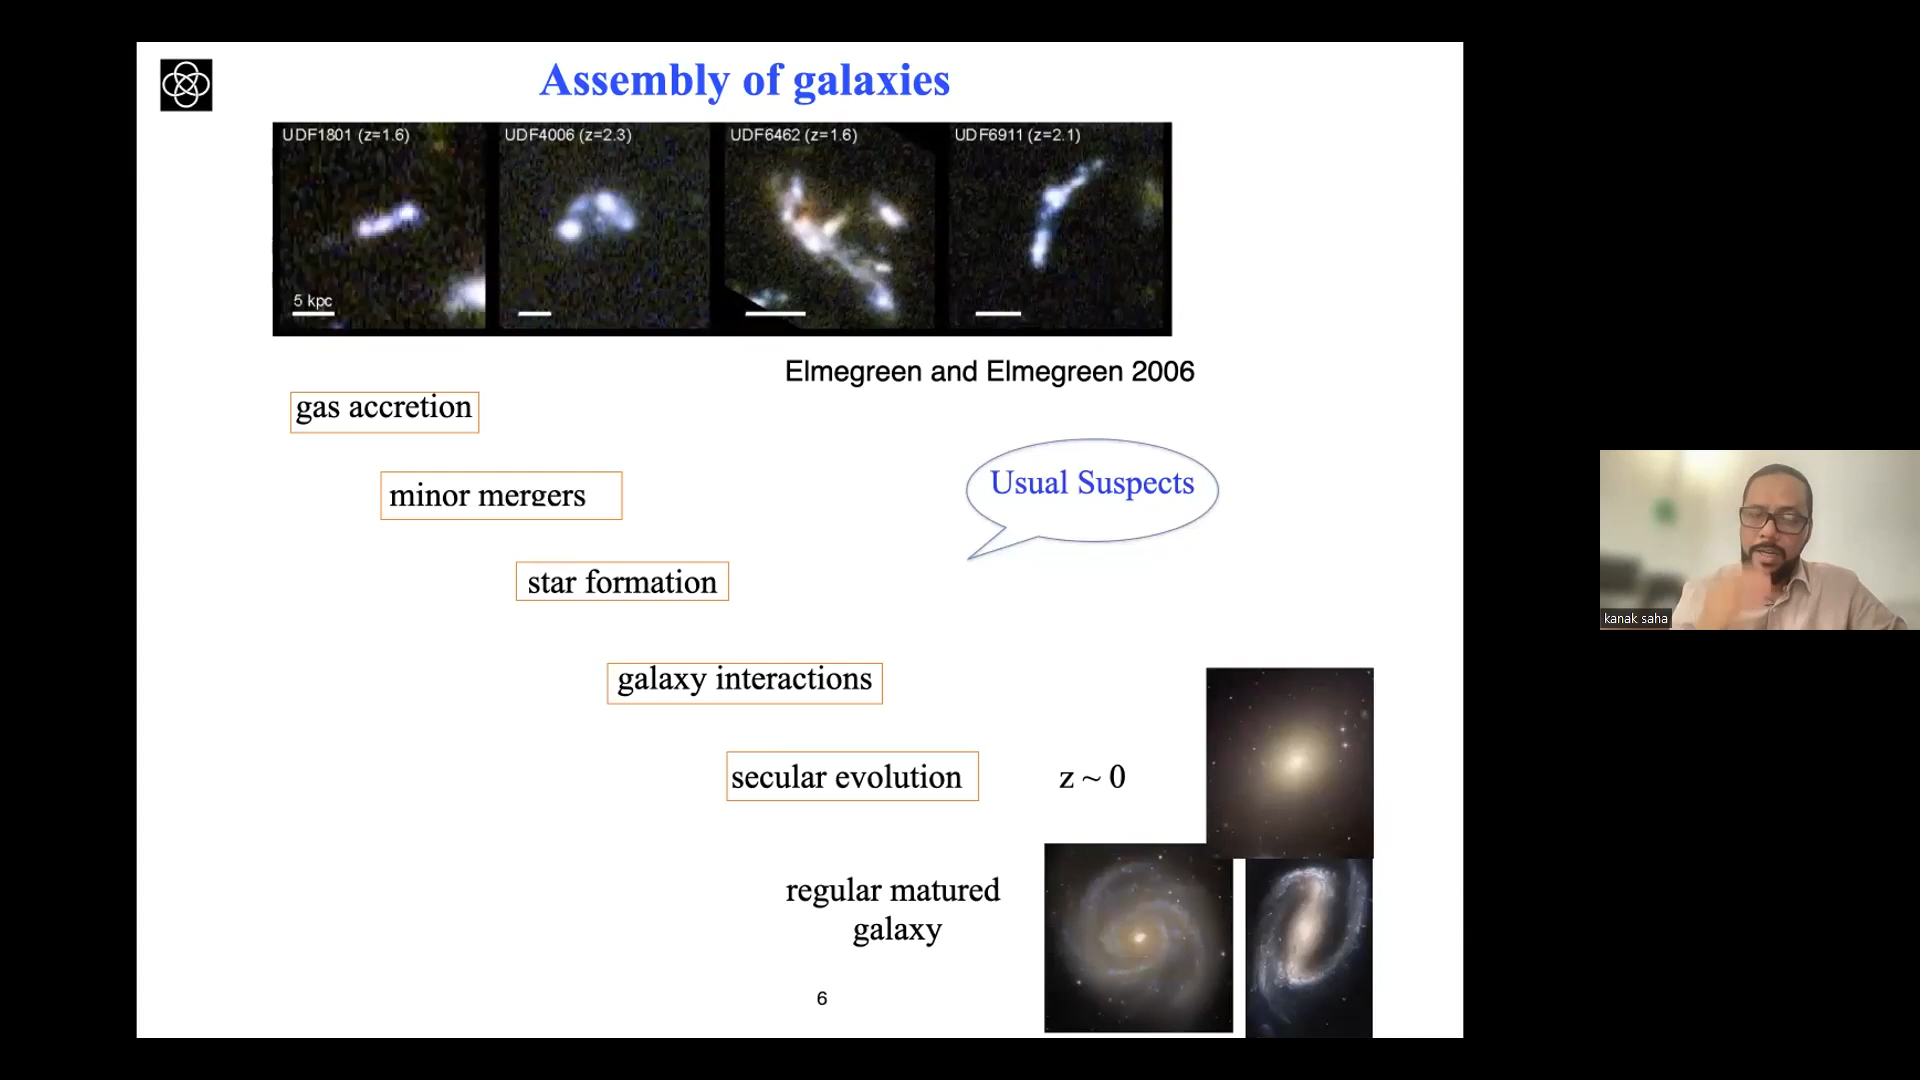 Assembly of galaxies
UDF1801 (z=1.6)
UDF4006 (z=2.3)
UDF6462 (z=1.6)
UDF6911 (z=2.1)
5 kpc
Elmegreen and Elmegreen 2006
gas accretion
Usual Suspects
minor mergers
star formation
kanak saha
galaxy interactions
secular evolution
z ~ 0
regular matured
galaxy
6